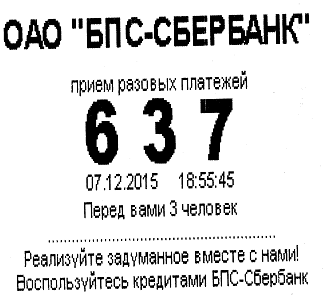 ОАО "БПС-СБЕРБАНК"
прием разовых платежей
637
07.12.2015 18:55:45
Перед вами 3 человек
Реализуйте задуманное вместе с нами!
Воспользуйтесь кредитами БПС-Сбербанк